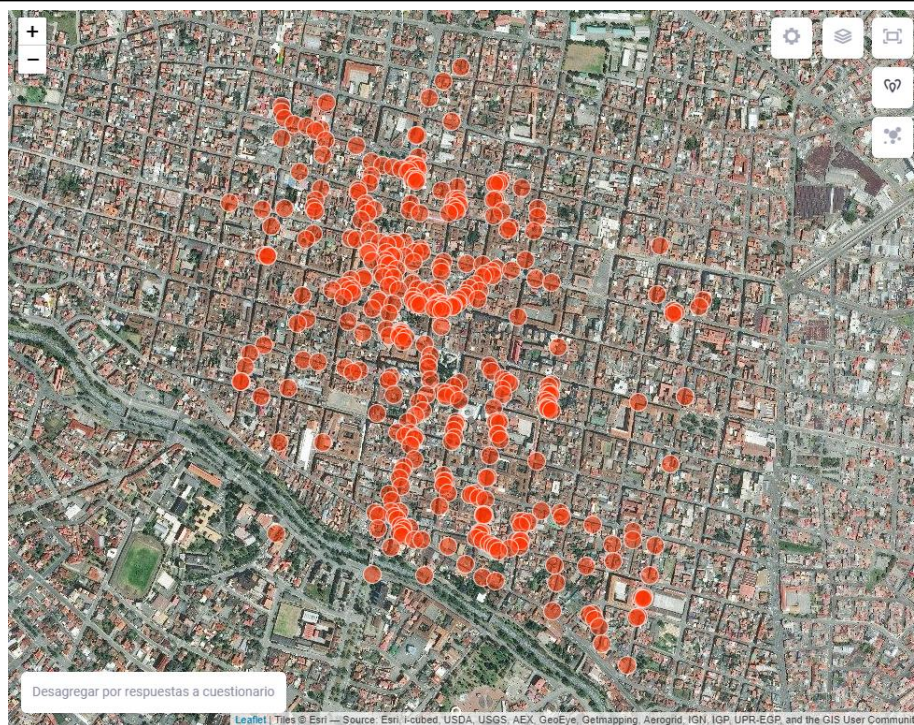 +
−
Desagregar por respuestas a cuestionario
Leaflet | Tiles © Esri — Source: Esri, i-cubed, USDA, USGS, AEX, GeoEye, Getmapping, Aerogrid, IGN, IGP, UPR-EGP, and the GIS User Communit